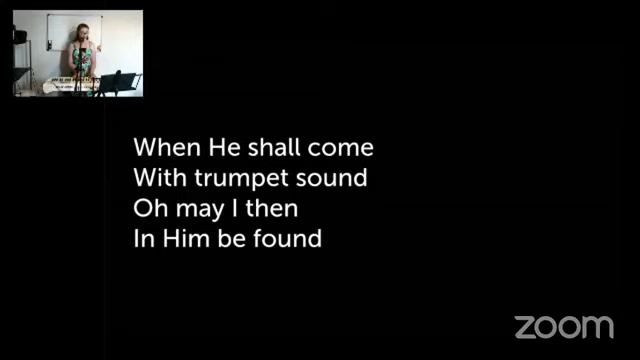 When He shall come
With trumpet sound
Oh may I then
In Him be found
zoom